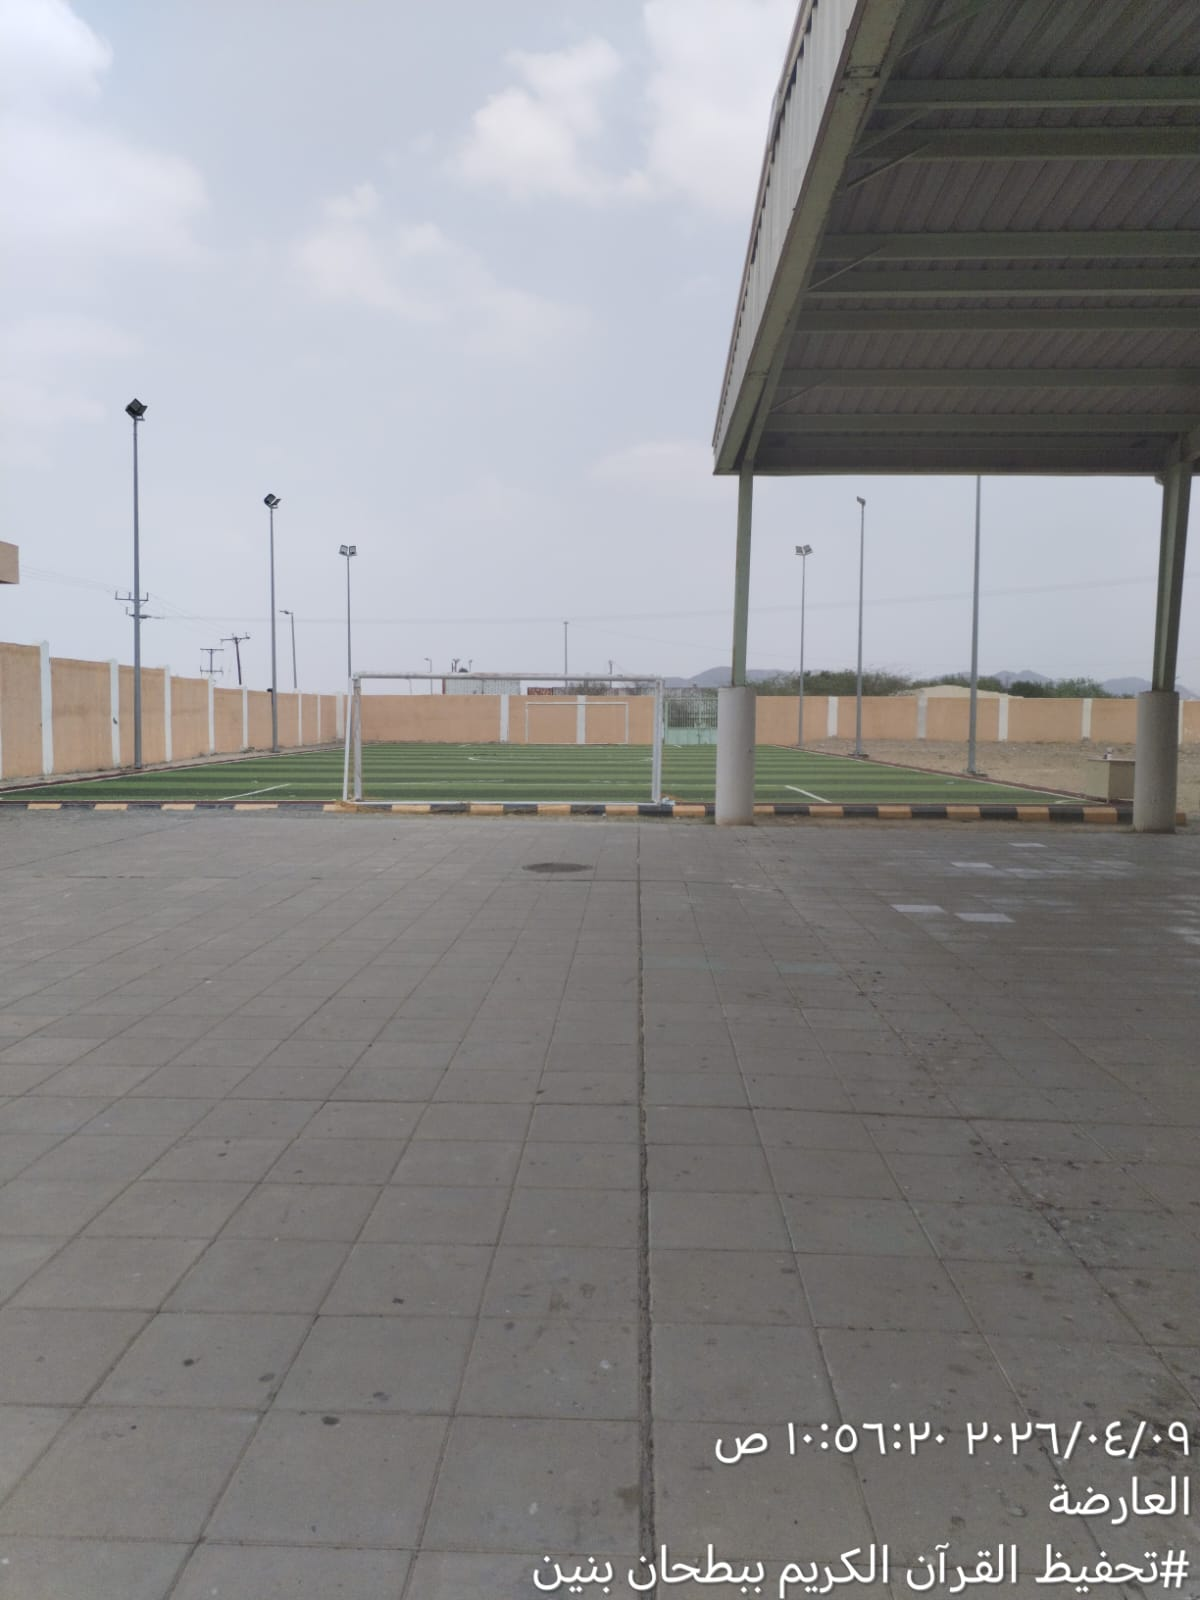 ٢٠٢٦/٠٤/٠٩ ١٠:٥٦:٢٠ ص
العارضة
#تحفيظ القرآن الكريم ببطحان بنين